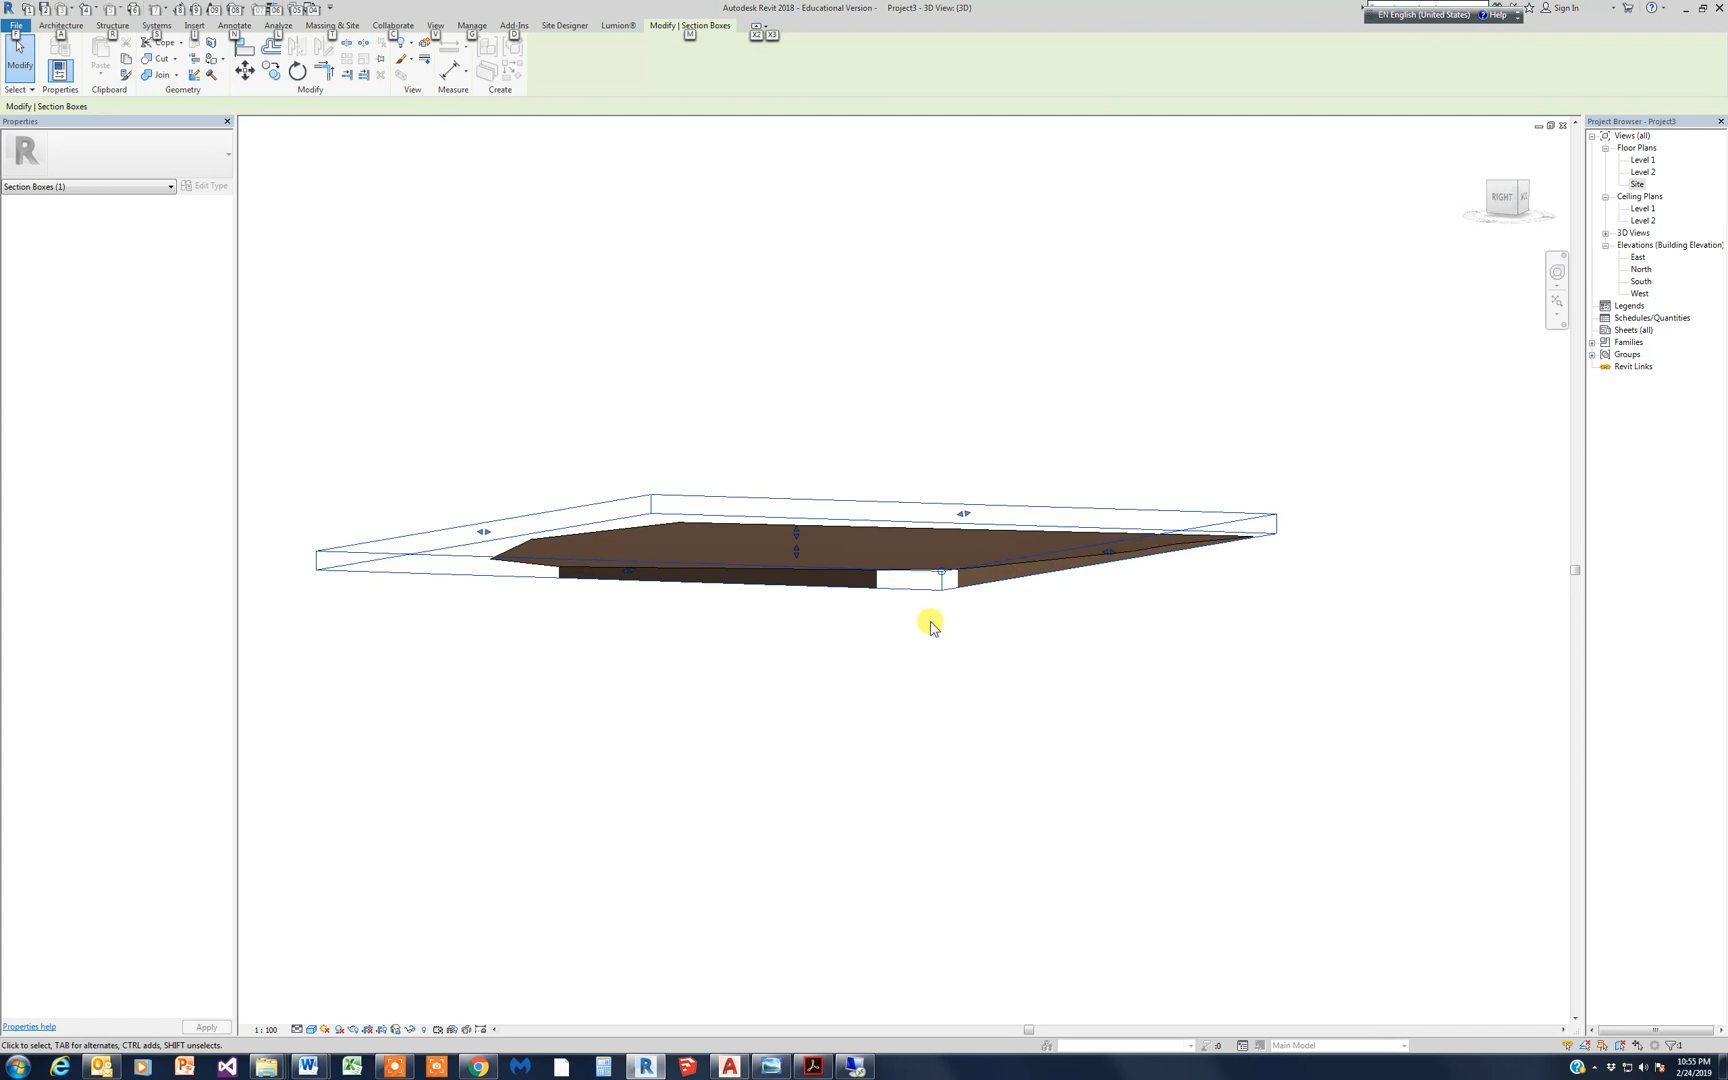 Autodesk Revit 2018 - Educational Version - Project3 - 3D View: {3D}
Sign In
EN English (United States) Help
File Architecture Structure Systems Insert Annotate Analyze Massing & Site Collaborate View Manage Add-Ins Site Designer Lumion® Modify | Section Boxes
F A R S I N L T C V G D M X2 X3
Modify Paste Cope Cut Join
Select Properties Clipboard Geometry Modify View Measure Create
Modify | Section Boxes
Properties
R
Section Boxes (1) Edit Type
RIGHT
Project Browser - Project3
Views (all)
Floor Plans
Level 1
Level 2
Site
Ceiling Plans
Level 1
Level 2
3D Views
Elevations (Building Elevation)
East
North
South
West
Legends
Schedules/Quantities
Sheets (all)
Families
Groups
Revit Links
Properties help Apply
1 : 100
Click to select, TAB for alternates, CTRL adds, SHIFT unselects.
:0 Main Model :1
10:55 PM
2/24/2019